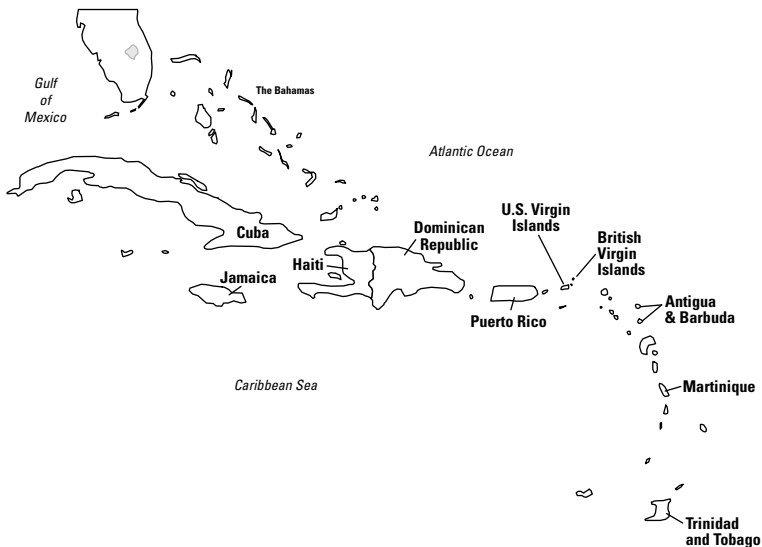 Gulf
of
Mexico
The Bahamas
Atlantic Ocean
U.S. Virgin
Islands
Dominican
Republic
British
Virgin
Islands
Cuba
Haiti
Jamaica
Puerto Rico
Antigua
& Barbuda
Caribbean Sea
Martinique
Trinidad
and Tobago